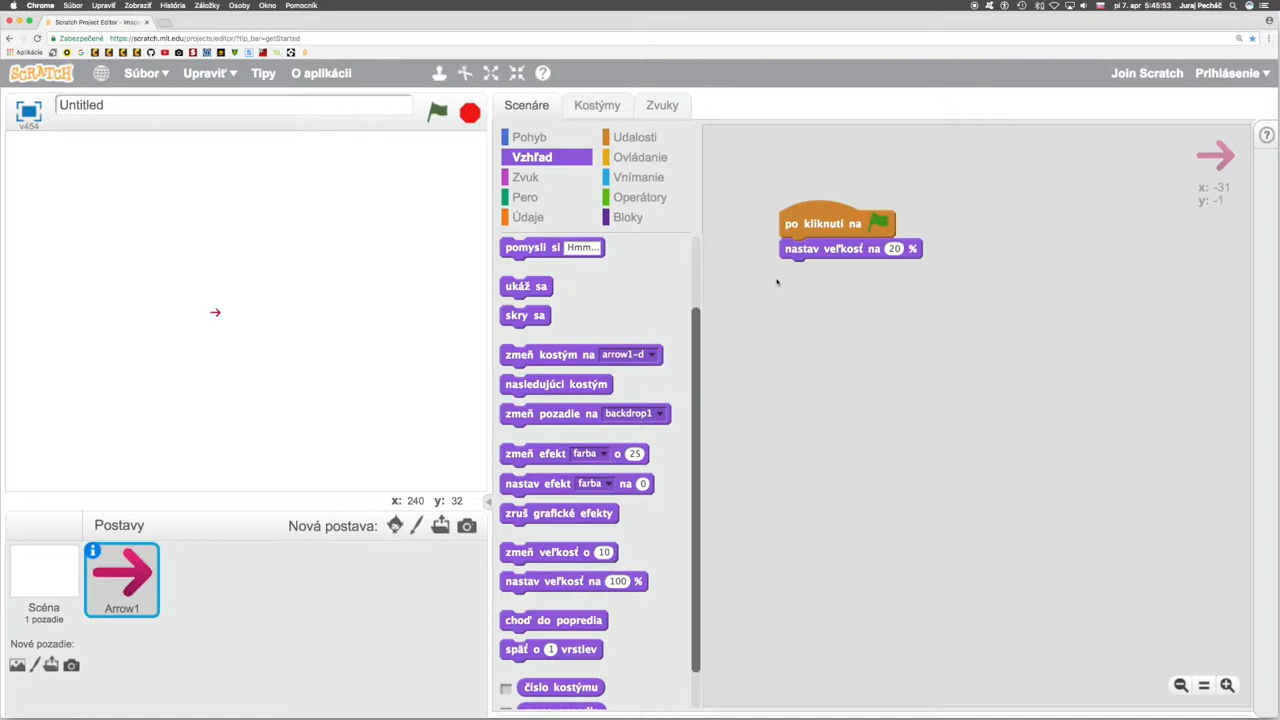 Chrome Súbor Upraviť Zobraziť História Záložky Osoby Okno Pomocník
pi 7. apr 5:45:53 Juraj Pecháč
Scratch Project Editor - Imag
Zabezpečené https://scratch.mit.edu/projects/editor/?tip_bar=getStarted
Aplikácie
SCRATCH Súbor Upraviť Tipy O aplikácii Join Scratch Prihlásenie
v454
Untitled
Scenáre Kostýmy Zvuky
Pohyb Udalosti
Vzhľad Ovládanie
Zvuk Vnímanie
Pero Operátory
Údaje Bloky
pomysli si Hmm...
ukáž sa
skry sa
zmeň kostým na arrow1-d
nasledujúci kostým
zmeň pozadie na backdrop1
zmeň efekt farba o 25
nastav efekt farba na 0
zruš grafické efekty
zmeň veľkosť o 10
nastav veľkosť na 100 %
choď do popredia
späť o 1 vrstiev
číslo kostýmu
po kliknutí na
nastav veľkosť na 20 %
x: -31
y: -1
x: 240 y: 32
Postavy Nová postava:
Scéna
1 pozadie
Arrow1
Nové pozadie: